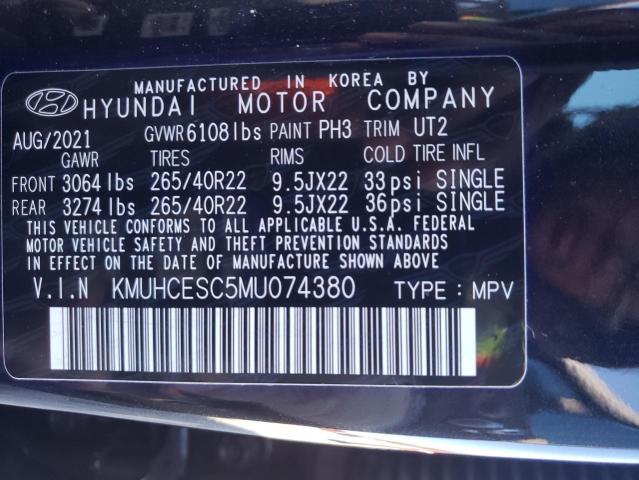 MANUFACTURED IN KOREA BY
HYUNDAI MOTOR COMPANY
AUG/2021 GVWR6108lbs PAINT PH3 TRIM UT2
GAWR TIRES RIMS COLD TIRE INFL
FRONT 3064lbs 265/40R22 9.5JX22 33psi SINGLE
REAR 3274lbs 265/40R22 9.5JX22 36psi SINGLE
THIS VEHICLE CONFORMS TO ALL APPLICABLE U.S.A. FEDERAL
MOTOR VEHICLE SAFETY AND THEFT PREVENTION STANDARDS
IN EFFECT ON THE DATE OF MANUFACTURE SHOWN ABOVE
V.I.N KMUHCESC5MU074380 TYPE : MPV